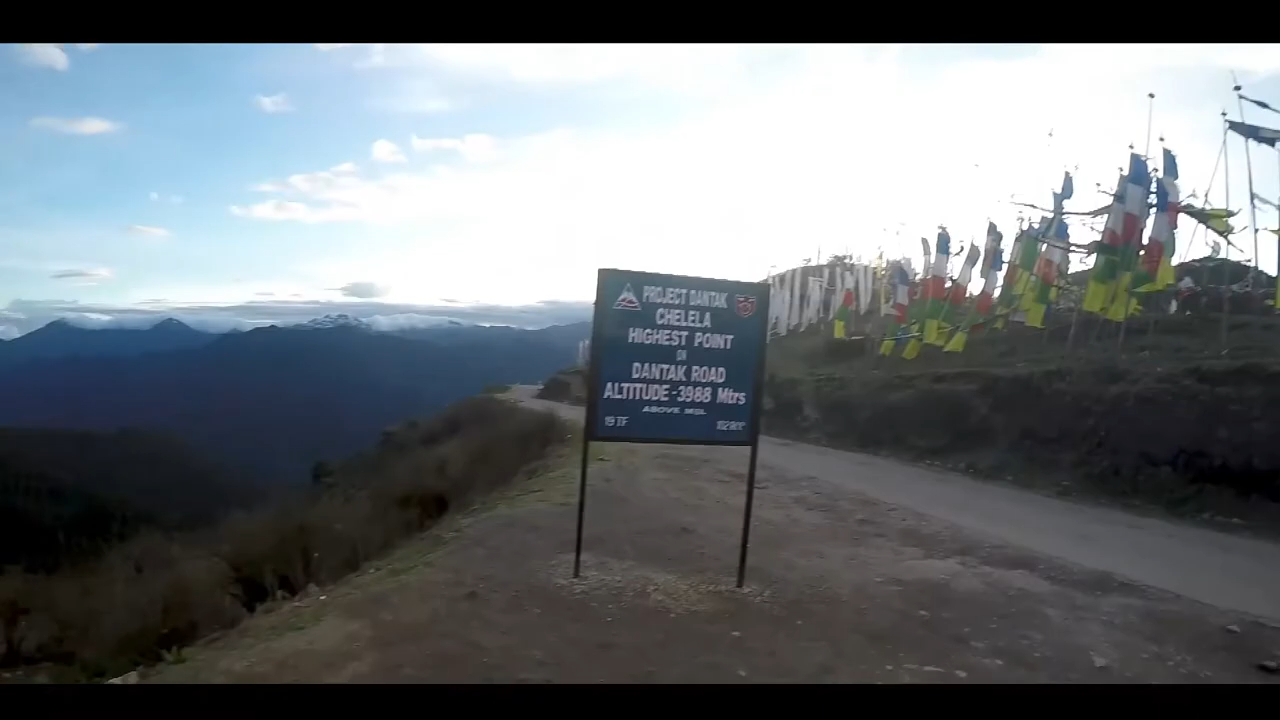 PROJECT DANTAK
CHELELA
HIGHEST POINT
ON
DANTAK ROAD
ALTITUDE - 3988 Mtrs
ABOVE MSL
19 TF